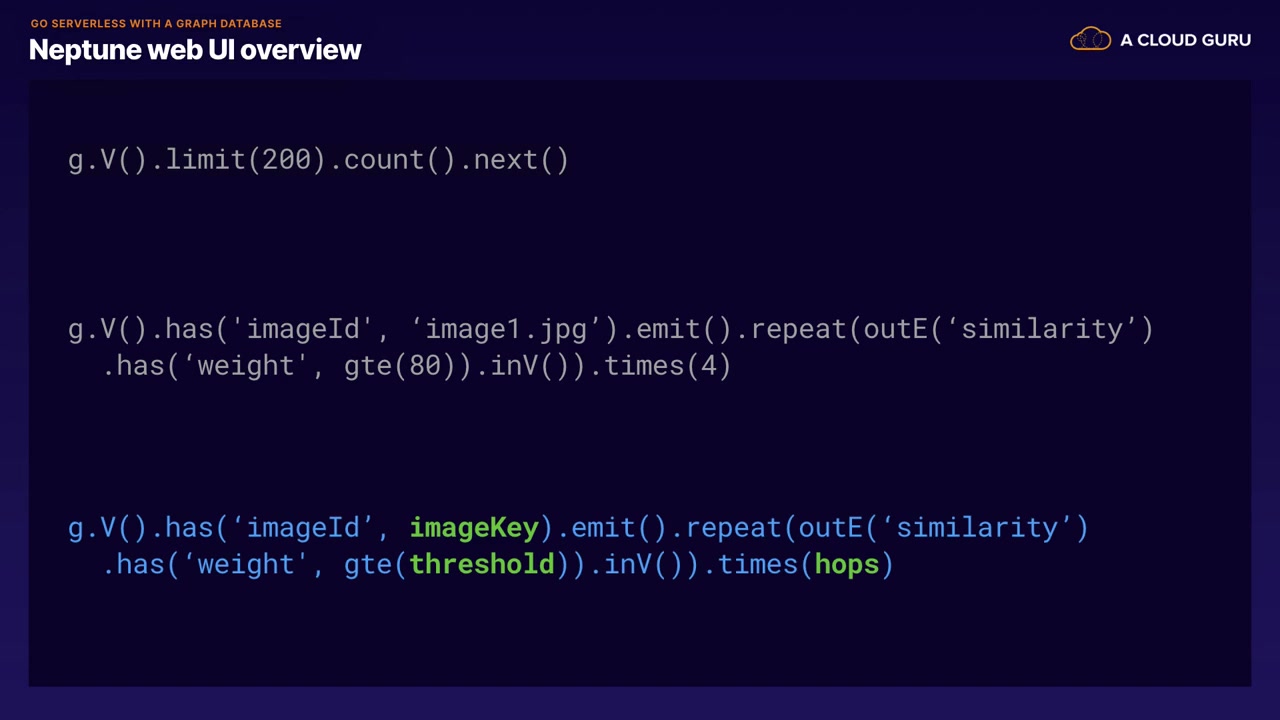 GO SERVERLESS WITH A GRAPH DATABASE
Neptune web UI overview
A CLOUD GURU
g.V().limit(200).count().next()
g.V().has('imageId', ‘image1.jpg’).emit().repeat(outE(‘similarity’)
.has(‘weight', gte(80)).inV()).times(4)
g.V().has(‘imageId’, imageKey).emit().repeat(outE(‘similarity’)
.has(‘weight', gte(threshold)).inV()).times(hops)